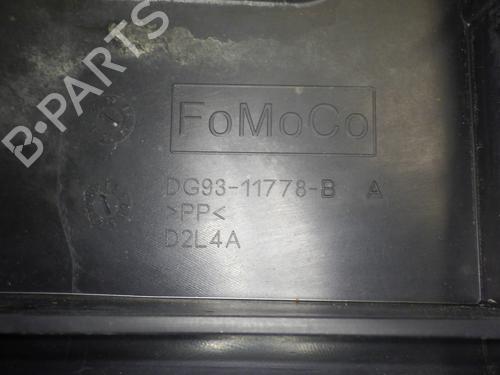 FoMoCo
DG93-11778-B A
>PP<
D2L4A
B-PARTS